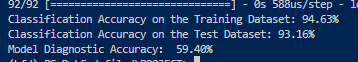 92/92 [==============================] - 0s 588us/step - lo
Classification Accuracy on the Training Dataset: 94.63%
Classification Accuracy on the Test Dataset: 93.16%
Model Diagnostic Accuracy:  59.40%